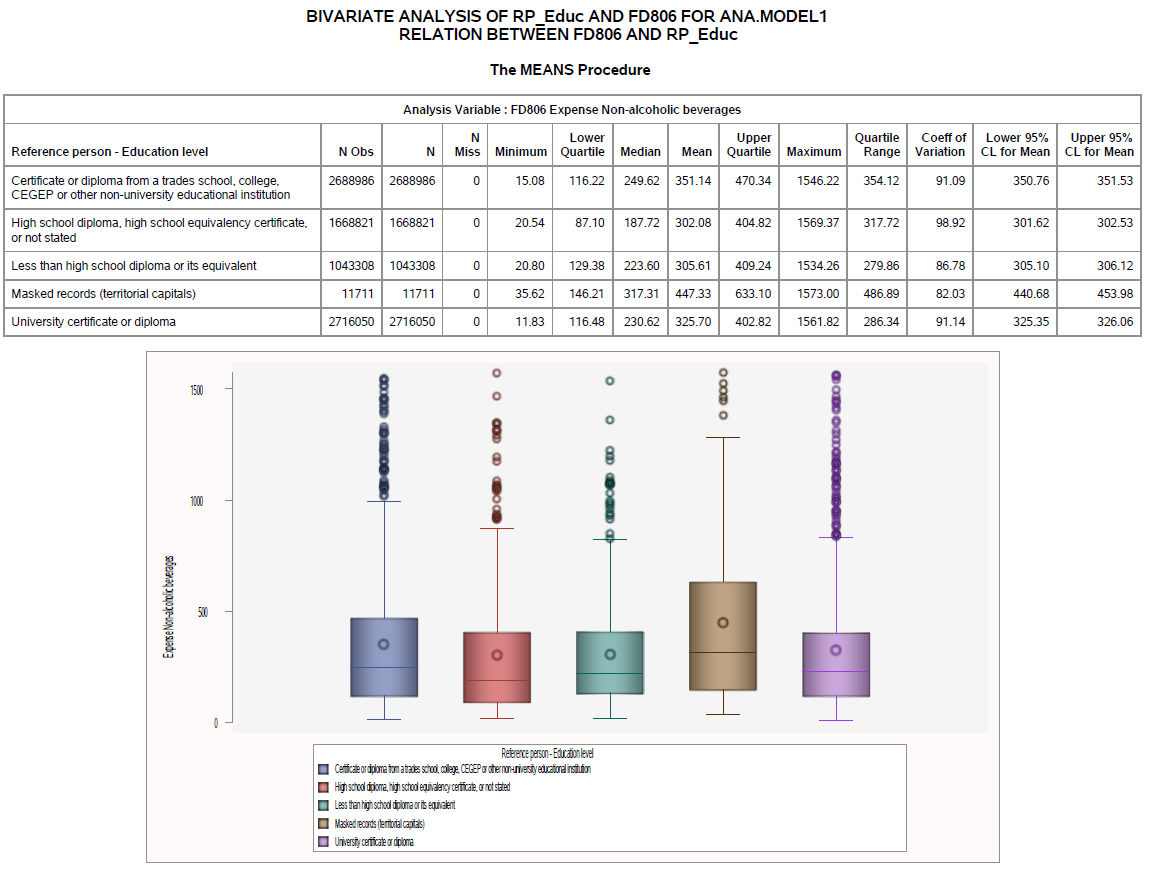 BIVARIATE ANALYSIS OF RP_Educ AND FD806 FOR ANA.MODEL1
RELATION BETWEEN FD806 AND RP_Educ
The MEANS Procedure
Analysis Variable : FD806 Expense Non-alcoholic beverages
Reference person - Education level N Obs N N Miss Minimum Lower Quartile Median Mean Upper Quartile Maximum Quartile Range Coeff of Variation Lower 95% CL for Mean Upper 95% CL for Mean
Certificate or diploma from a trades school, college,
CEGEP or other non-university educational institution 2688986 2688986 0 15.08 116.22 249.62 351.14 470.34 1546.22 354.12 91.09 350.76 351.53
High school diploma, high school equivalency certificate,
or not stated 1668821 1668821 0 20.54 87.10 187.72 302.08 404.82 1569.37 317.72 98.92 301.62 302.53
Less than high school diploma or its equivalent 1043308 1043308 0 20.80 129.38 223.60 305.61 409.24 1534.26 279.86 86.78 305.10 306.12
Masked records (territorial capitals) 11711 11711 0 35.62 146.21 317.31 447.33 633.10 1573.00 486.89 82.03 440.68 453.98
University certificate or diploma 2716050 2716050 0 11.83 116.48 230.62 325.70 402.82 1561.82 286.34 91.14 325.35 326.06
1500
1000
500
0
Expense Non-alcoholic beverages
Reference person - Education level
Certificate or diploma from a trades school, college, CEGEP or other non-university educational institution
High school diploma, high school equivalency certificate, or not stated
Less than high school diploma or its equivalent
Masked records (territorial capitals)
University certificate or diploma